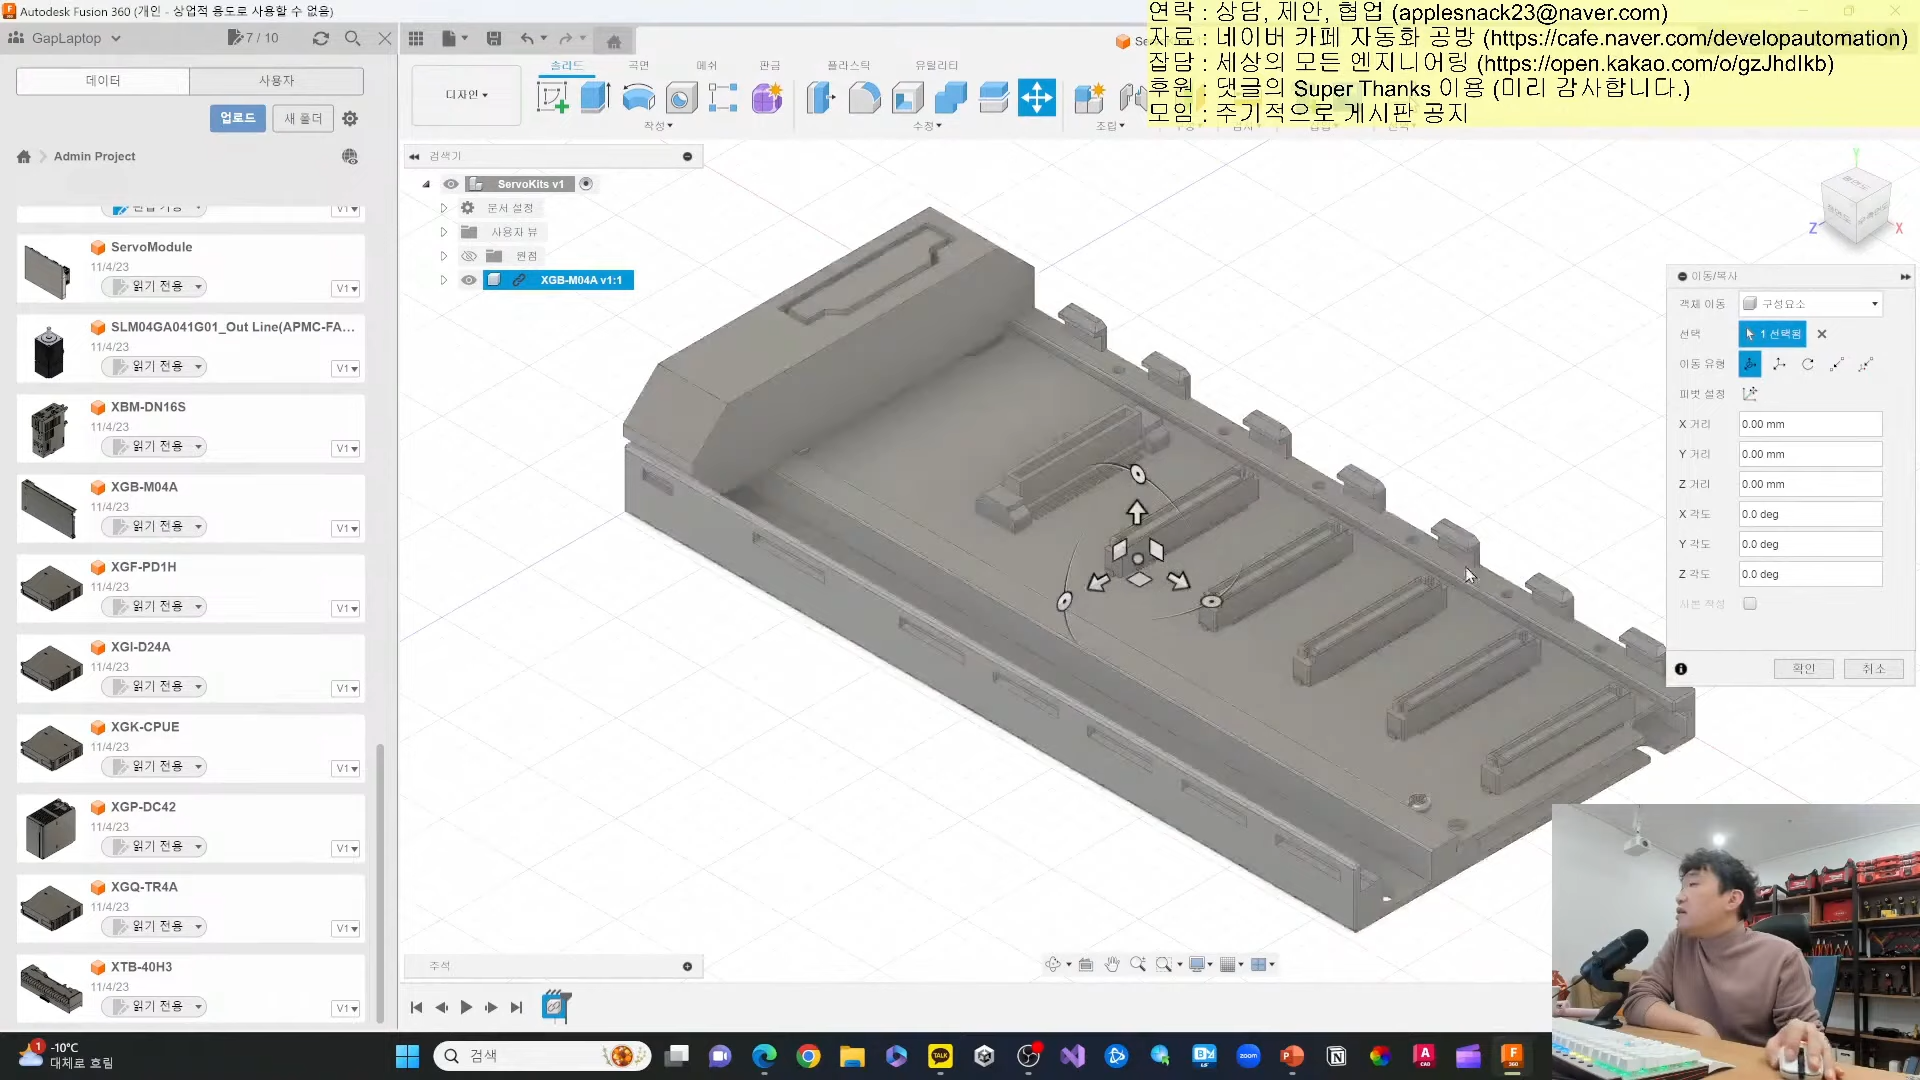 Autodesk Fusion 360 (개인 - 상업적 용도로 사용할 수 없음)
연락 : 상담, 제안, 협업 (applesnack23@naver.com)
자료 : 네이버 카페 자동화 공방 (https://cafe.naver.com/developautomation)
잡담 : 세상의 모든 엔지니어링 (https://open.kakao.com/o/gzJhdIkb)
후원 : 댓글의 Super Thanks 이용 (미리 감사합니다.)
모임 : 주기적으로 게시판 공지
GapLaptop
7 / 10
데이터
사용자
업로드
새 폴더
Admin Project
V1
ServoModule
11/4/23
읽기 전용
V1
SLM04GA041G01_Out Line(APMC-FA...
11/4/23
읽기 전용
V1
XBM-DN16S
11/4/23
읽기 전용
V1
XGB-M04A
11/4/23
읽기 전용
V1
XGF-PD1H
11/4/23
읽기 전용
V1
XGI-D24A
11/4/23
읽기 전용
V1
XGK-CPUE
11/4/23
읽기 전용
V1
XGP-DC42
11/4/23
읽기 전용
V1
XGQ-TR4A
11/4/23
읽기 전용
V1
XTB-40H3
11/4/23
읽기 전용
V1
디자인
솔리드
곡면
메쉬
판금
플라스틱
유틸리티
작성
수정
조립
검색기
ServoKits v1
문서 설정
사용자 뷰
원점
XGB-M04A v1:1
Y
Z
X
이동/복사
객체 이동
구성요소
선택
1 선택됨
이동 유형
피벗 설정
X 거리
0.00 mm
Y 거리
0.00 mm
Z 거리
0.00 mm
X 각도
0.0 deg
Y 각도
0.0 deg
Z 각도
0.0 deg
사본 작성
확인
취소
주석
1
-10°C
대체로 흐림
검색
TALK
zoom